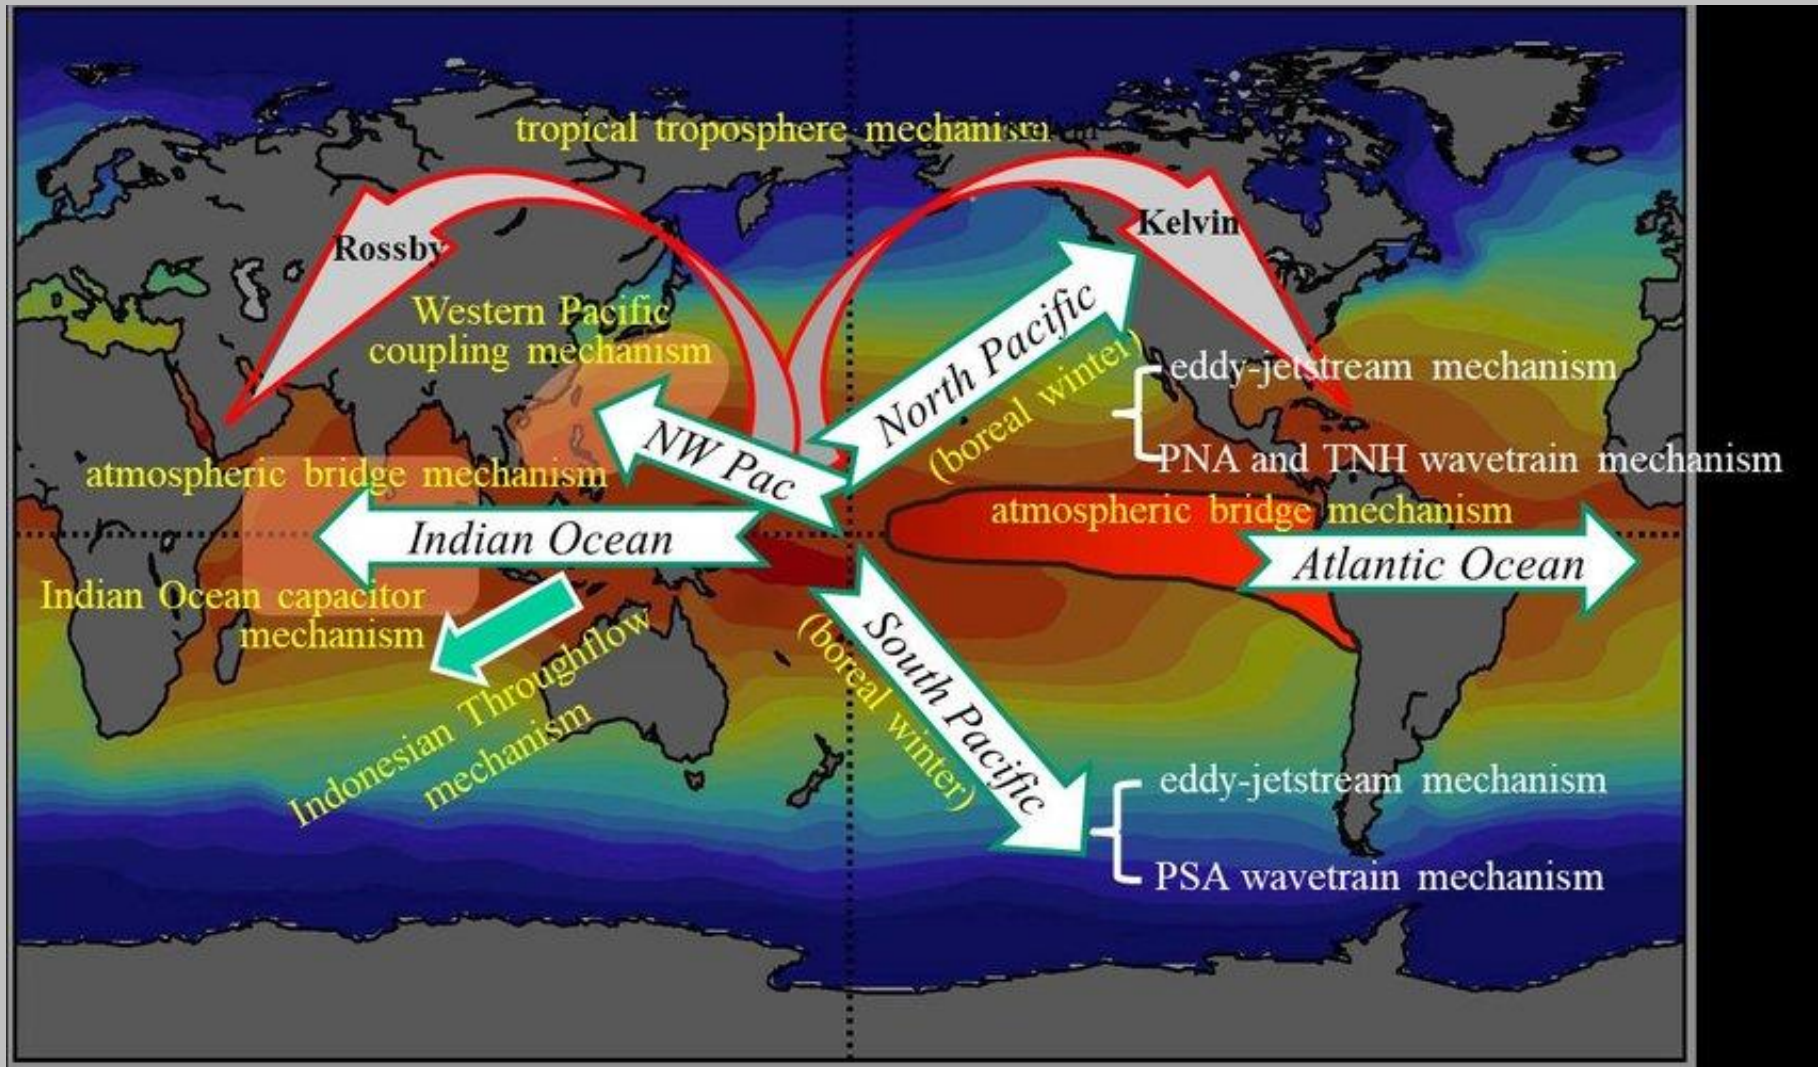 tropical troposphere mechanism
Rossby
Kelvin
Western Pacific
coupling mechanism
North Pacific
(boreal winter)
eddy-jetstream mechanism
PNA and TNH wavetrain mechanism
NW Pac
atmospheric bridge mechanism
atmospheric bridge mechanism
Indian Ocean
Atlantic Ocean
Indian Ocean capacitor
mechanism
Indonesian Throughflow
mechanism
South Pacific
(boreal winter)
eddy-jetstream mechanism
PSA wavetrain mechanism